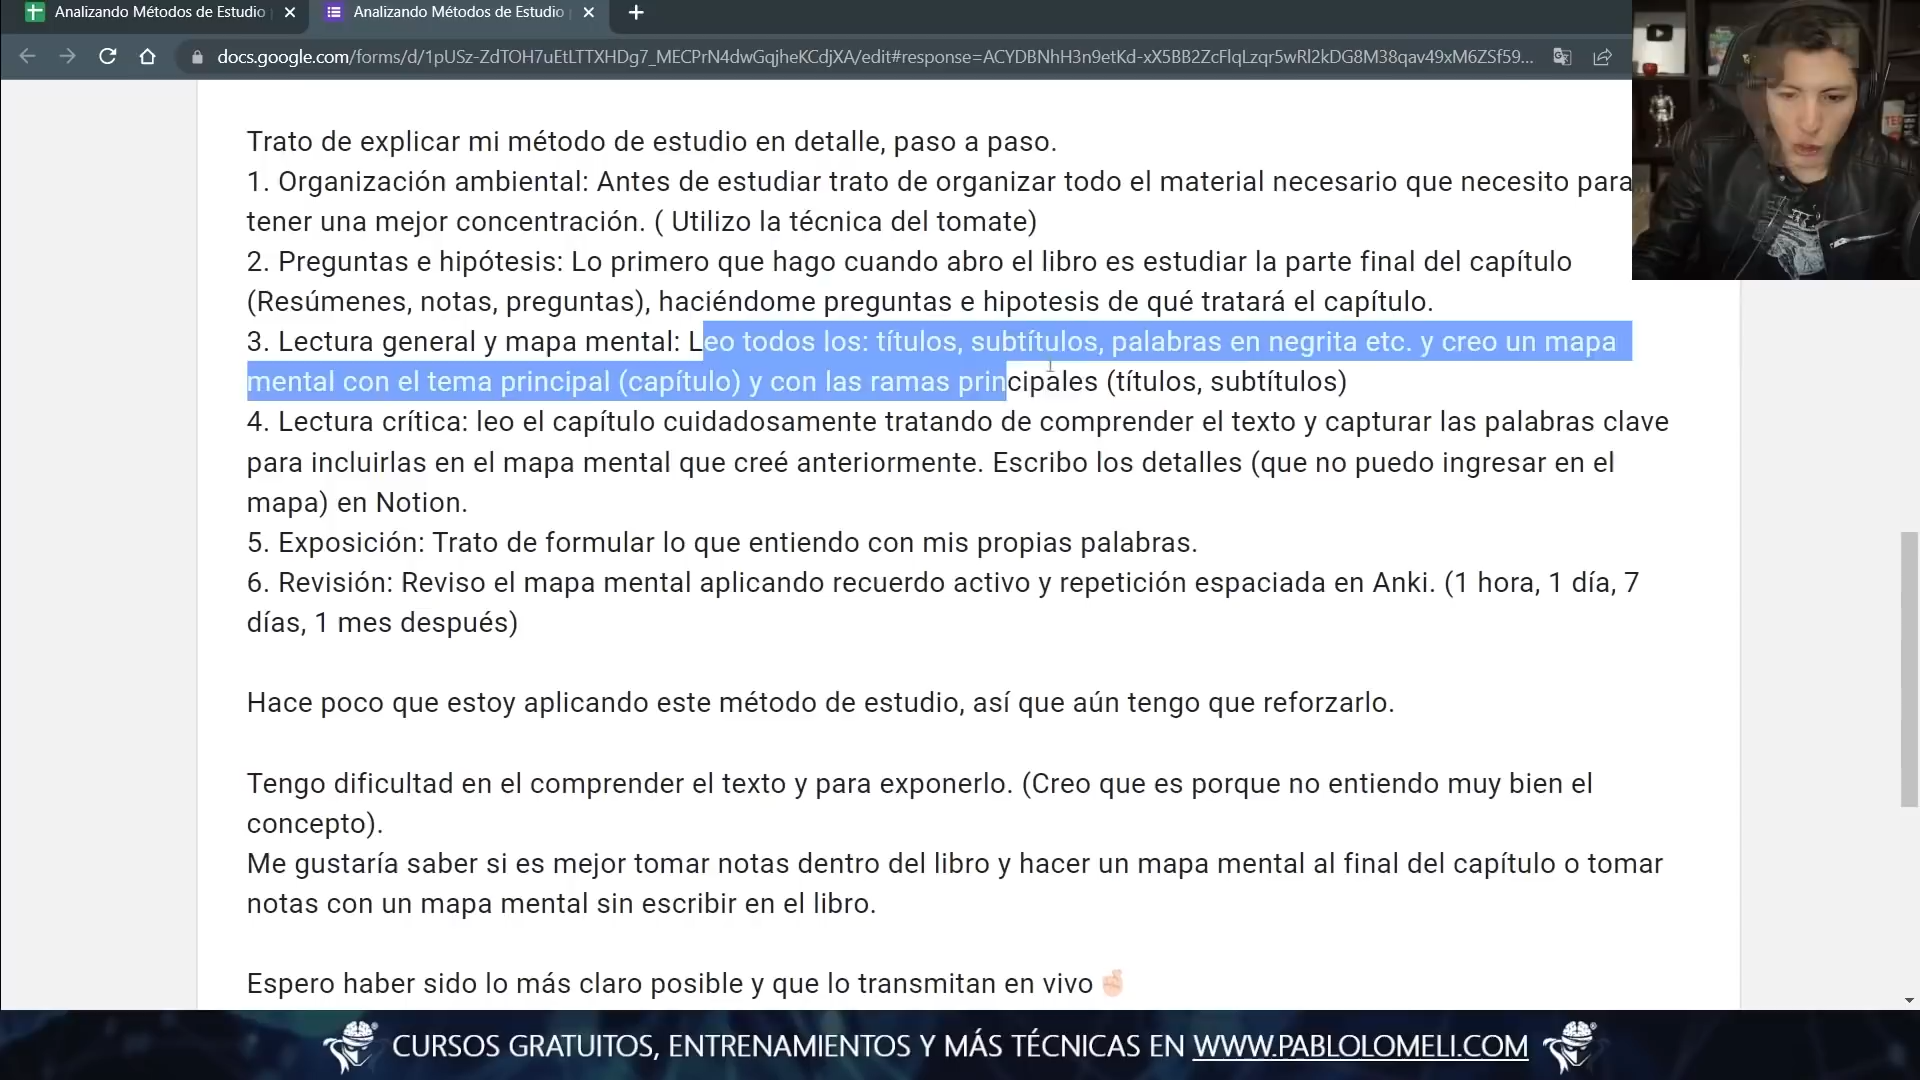 Analizando Métodos de Estudio
Analizando Métodos de Estudio
docs.google.com/forms/d/1pUSz-ZdTOH7uEtLTTXHDg7_MECPrN4dwGqjheKCdjXA/edit#response=ACYDBNhH3n9etKd-xX5BB2ZcFlqLzqr5wRl2kDG8M38qav49xM6ZSf59...
Trato de explicar mi método de estudio en detalle, paso a paso.
1. Organización ambiental: Antes de estudiar trato de organizar todo el material necesario que necesito para
tener una mejor concentración. ( Utilizo la técnica del tomate)
2. Preguntas e hipótesis: Lo primero que hago cuando abro el libro es estudiar la parte final del capítulo
(Resúmenes, notas, preguntas), haciéndome preguntas e hipotesis de qué tratará el capítulo.
3. Lectura general y mapa mental: Leo todos los: títulos, subtítulos, palabras en negrita etc. y creo un mapa
mental con el tema principal (capítulo) y con las ramas principales (títulos, subtítulos)
4. Lectura crítica: leo el capítulo cuidadosamente tratando de comprender el texto y capturar las palabras clave
para incluirlas en el mapa mental que creé anteriormente. Escribo los detalles (que no puedo ingresar en el
mapa) en Notion.
5. Exposición: Trato de formular lo que entiendo con mis propias palabras.
6. Revisión: Reviso el mapa mental aplicando recuerdo activo y repetición espaciada en Anki. (1 hora, 1 día, 7
días, 1 mes después)
Hace poco que estoy aplicando este método de estudio, así que aún tengo que reforzarlo.
Tengo dificultad en el comprender el texto y para exponerlo. (Creo que es porque no entiendo muy bien el
concepto).
Me gustaría saber si es mejor tomar notas dentro del libro y hacer un mapa mental al final del capítulo o tomar
notas con un mapa mental sin escribir en el libro.
Espero haber sido lo más claro posible y que lo transmitan en vivo🤞🏻
CURSOS GRATUITOS, ENTRENAMIENTOS Y MÁS TÉCNICAS EN WWW.PABLOLOMELI.COM